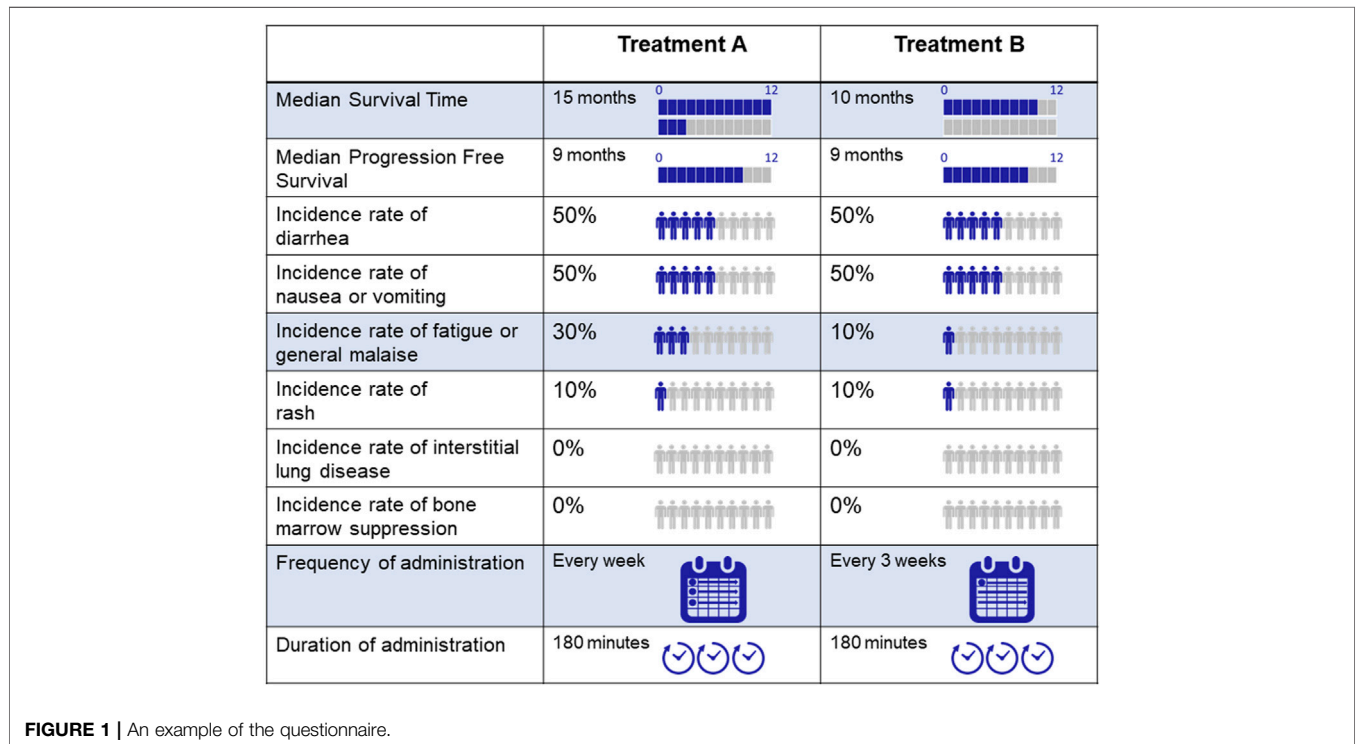 Treatment A Treatment B
Median Survival Time 15 months 0 12 10 months 0 12
Median Progression Free
Survival 9 months 0 12 9 months 0 12
Incidence rate of
diarrhea 50% 50%
Incidence rate of
nausea or vomiting 50% 50%
Incidence rate of fatigue or
general malaise 30% 10%
Incidence rate of
rash 10% 10%
Incidence rate of interstitial
lung disease 0% 0%
Incidence rate of bone
marrow suppression 0% 0%
Frequency of administration Every week Every 3 weeks
Duration of administration 180 minutes 180 minutes
FIGURE 1 | An example of the questionnaire.